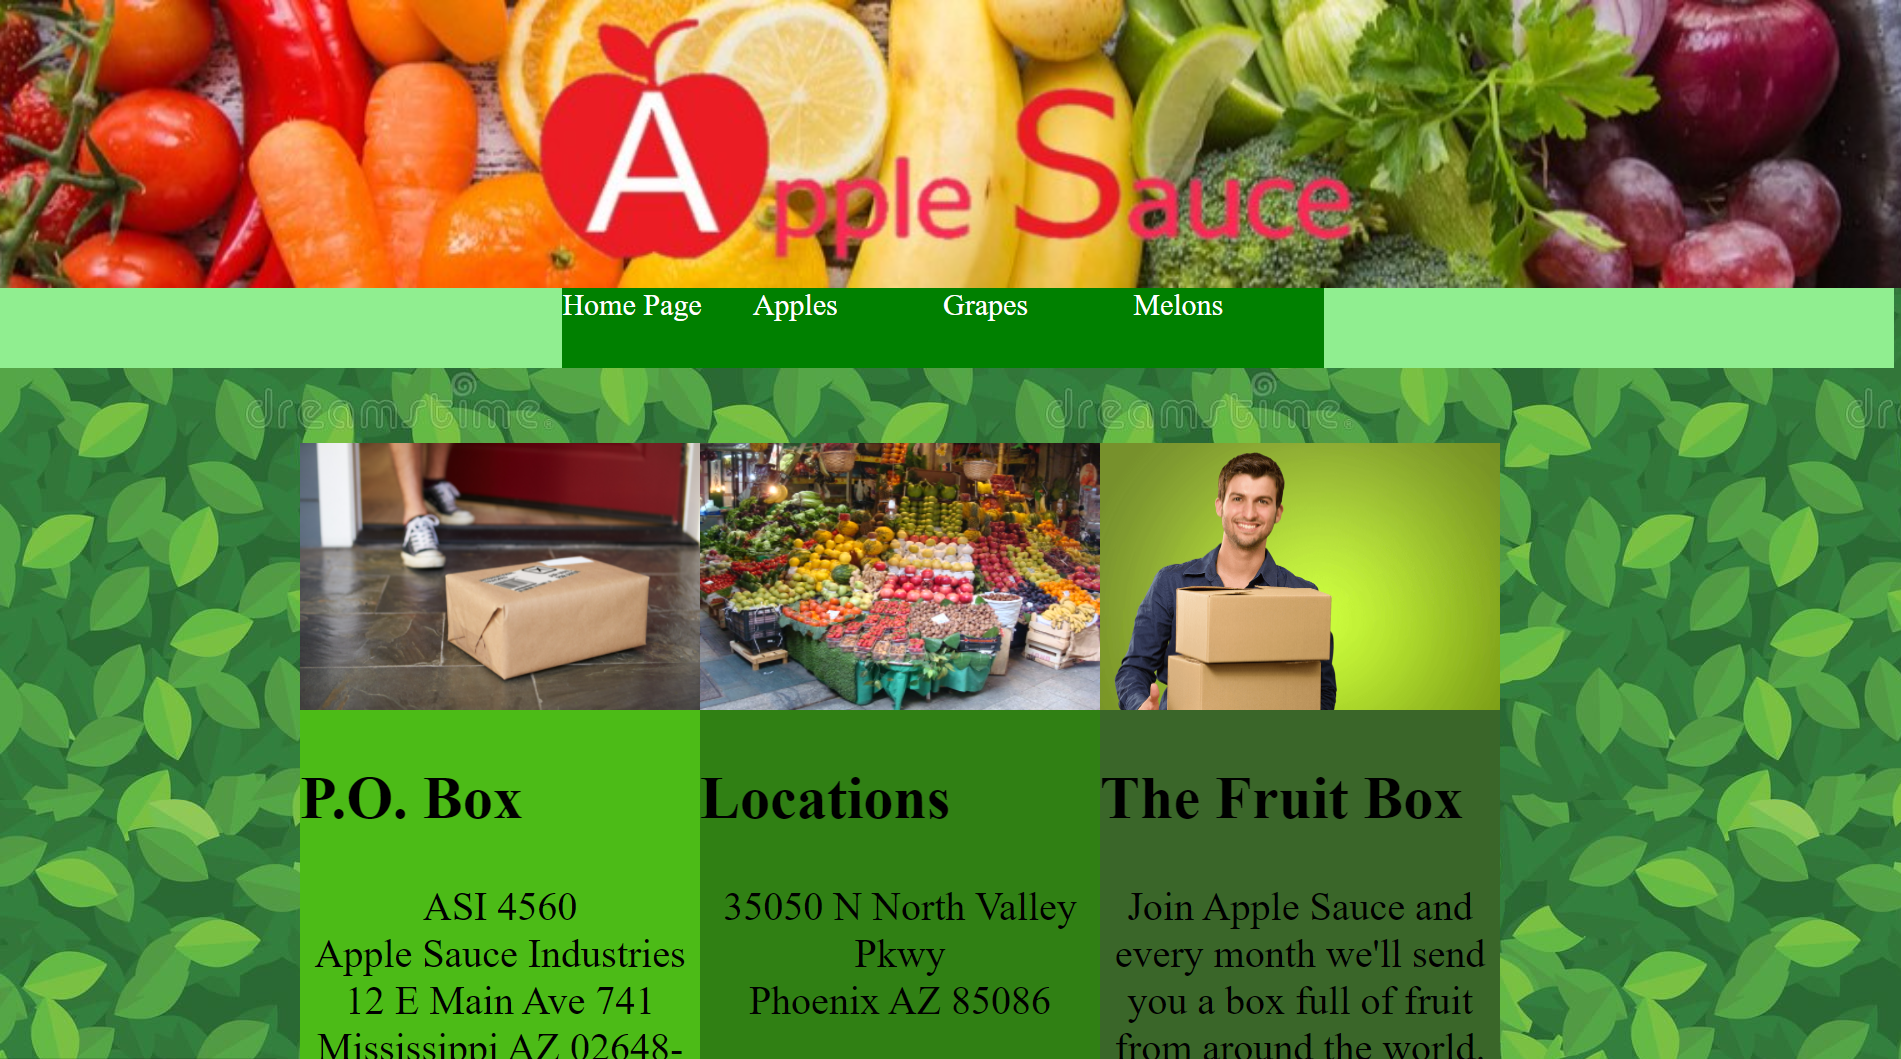 Apple Sauce
Home Page Apples Grapes Melons
dreamstime dreamstime dr
P.O. Box
ASI 4560
Apple Sauce Industries
12 E Main Ave 741
Mississippi AZ 02648-
Locations
35050 N North Valley
Pkwy
Phoenix AZ 85086
The Fruit Box
Join Apple Sauce and
every month we'll send
you a box full of fruit
from around the world.